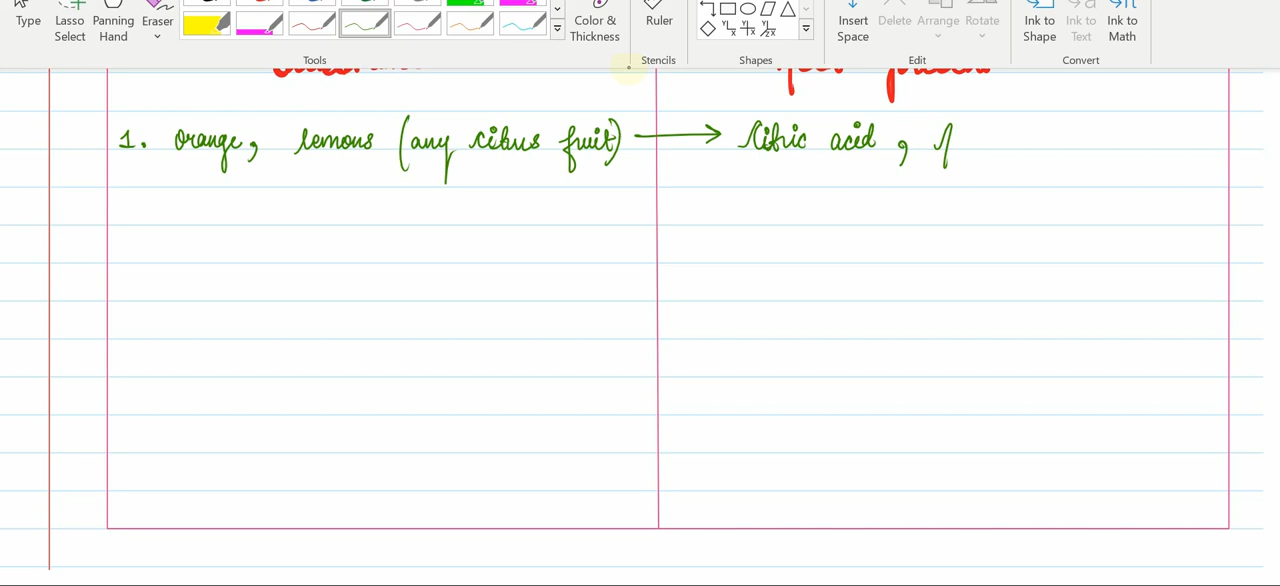 Type
Lasso Select
Panning Hand
Eraser
Color & Thickness
Ruler
Insert Space
Delete
Arrange
Rotate
Ink to Shape
Ink to Text
Ink to Math
Tools
Stencils
Shapes
Edit
Convert
1. orange, lemons (any citrus fruit) → Citric acid,